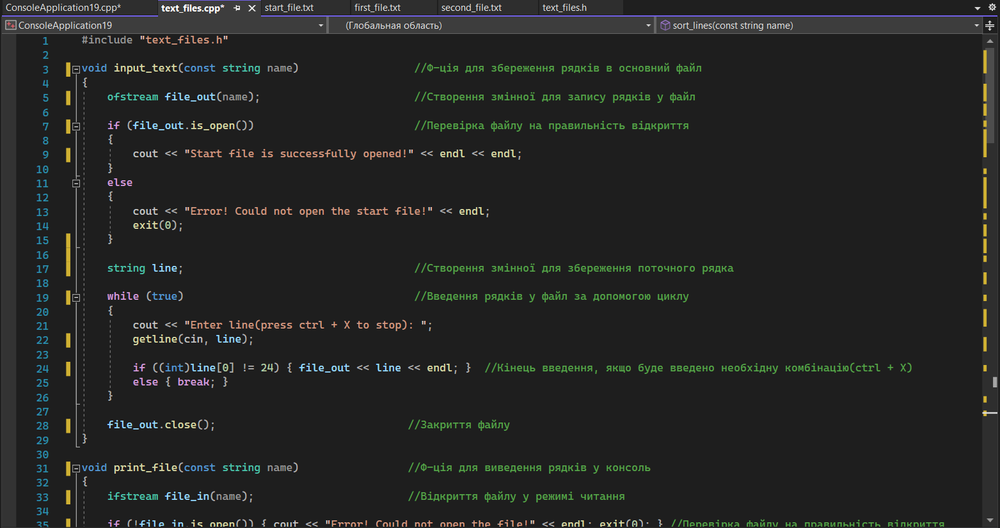 ConsoleApplication19.cpp* text_files.cpp* start_file.txt first_file.txt second_file.txt text_files.h
ConsoleApplication19 (Глобальная область) sort_lines(const string name)
1 #include "text_files.h"
2
3 void input_text(const string name) //Ф-ція для збереження рядків в основний файл
4 {
5 ofstream file_out(name); //Створення змінної для запису рядків у файл
6
7 if (file_out.is_open()) //Перевірка файлу на правильність відкриття
8 {
9 cout << "Start file is successfully opened!" << endl << endl;
10 }
11 else
12 {
13 cout << "Error! Could not open the start file!" << endl;
14 exit(0);
15 }
16
17 string line; //Створення змінної для збереження поточного рядка
18
19 while (true) //Введення рядків у файл за допомогою циклу
20 {
21 cout << "Enter line(press ctrl + X to stop): ";
22 getline(cin, line);
23
24 if ((int)line[0] != 24) { file_out << line << endl; } //Кінець введення, якщо буде введено необхідну комбінацію(ctrl + X)
25 else { break; }
26 }
27
28 file_out.close(); //Закриття файлу
29 }
30
31 void print_file(const string name) //Ф-ція для виведення рядків у консоль
32 {
33 ifstream file_in(name); //Відкриття файлу у режимі читання
34
35 if (!file_in.is_open()) { cout << "Error! Could not open the file!" << endl; exit(0); } //Перевірка файлу на правильність відкриття